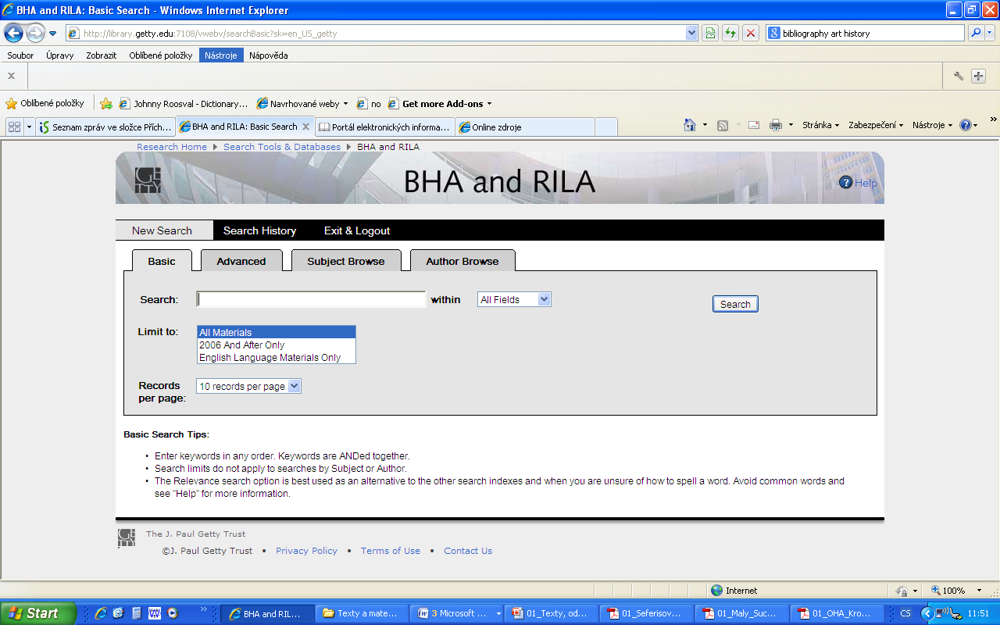 BHA and RILA: Basic Search - Windows Internet Explorer
http://library.getty.edu:7108/vwebv/searchBasic?sk=en_US_getty
bibliography art history
Soubor Úpravy Zobrazit Oblíbené položky Nástroje Nápověda
x
Oblíbené položky Johnny Roosval - Dictionary... Navrhované weby no Get more Add-ons
Seznam zpráv ve složce Přích... BHA and RILA: Basic Search Portál elektronických informa... Online zdroje Stránka Zabezpečení Nástroje
Research Home Search Tools & Databases BHA and RILA
GETTY
BHA and RILA
Help
New Search Search History Exit & Logout
Basic Advanced Subject Browse Author Browse
Search: within All Fields Search
Limit to: All Materials
2006 And After Only
English Language Materials Only
Records per page: 10 records per page
Basic Search Tips:
• Enter keywords in any order. Keywords are ANDed together.
• Search limits do not apply to searches by Subject or Author.
• The Relevance search option is best used as an alternative to the other search indexes and when you are unsure of how to spell a word. Avoid common words and
see "Help" for more information.
GETTY
The J. Paul Getty Trust
©J. Paul Getty Trust • Privacy Policy • Terms of Use • Contact Us
Internet 100%
Start BHA and RIL... Texty a mate... 3 Microsoft ... 01_Texty, od... 01_Seferisov... 01_Maly_Suc... 01_OHA_Kro... CS 11:51